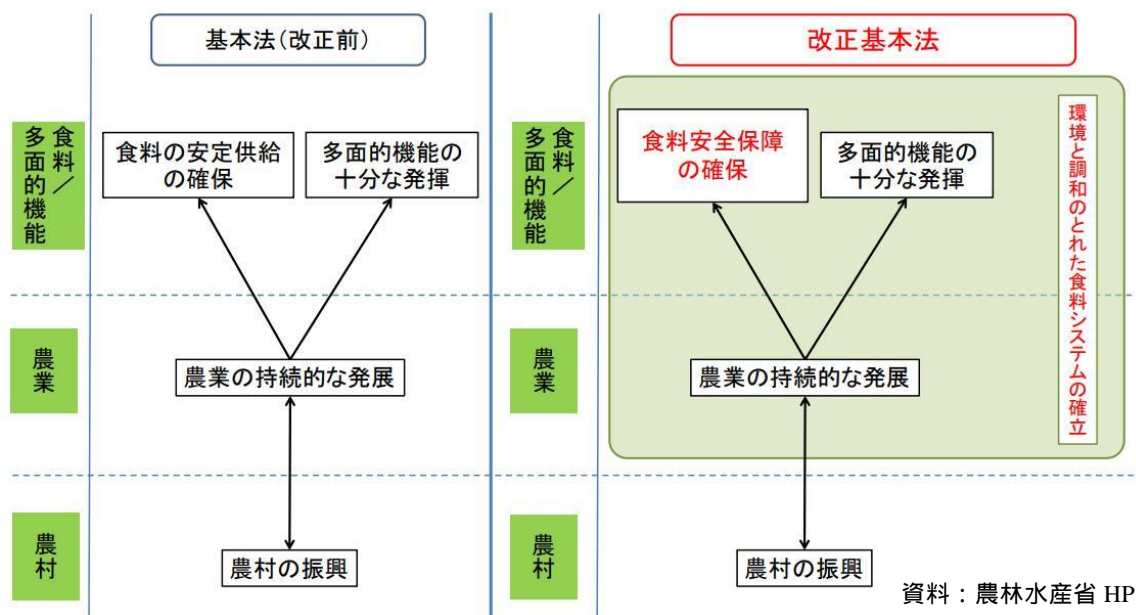 基本法(改正前)
食料／
多面的機能
食料の安定供給
の確保
多面的機能の
十分な発揮
農業
農業の持続的な発展
農村
農村の振興
改正基本法
食料／
多面的機能
食料安全保障
の確保
多面的機能の
十分な発揮
環境と調和のとれた食料システムの確立
農業
農業の持続的な発展
農村
農村の振興
資料：農林水産省 HP